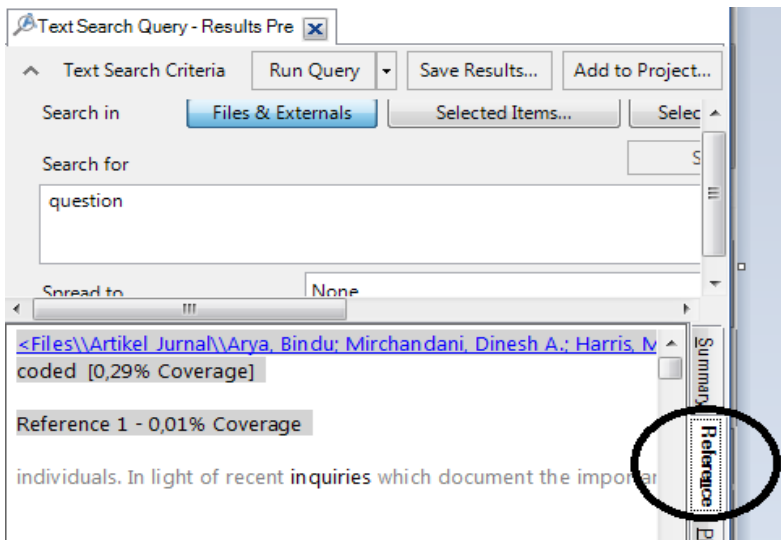 Text Search Query - Results Pre
Text Search Criteria
Run Query
Save Results...
Add to Project...
Search in
Files & Externals
Selected Items...
Selec
Search for
S
question
Spread to
None
<Files\\Artikel Jurnal\\Arya, Bindu; Mirchandani, Dinesh A.; Harris, M
coded [0,29% Coverage]
Reference 1 - 0,01% Coverage
individuals. In light of recent inquiries which document the importan
Summary
Reference